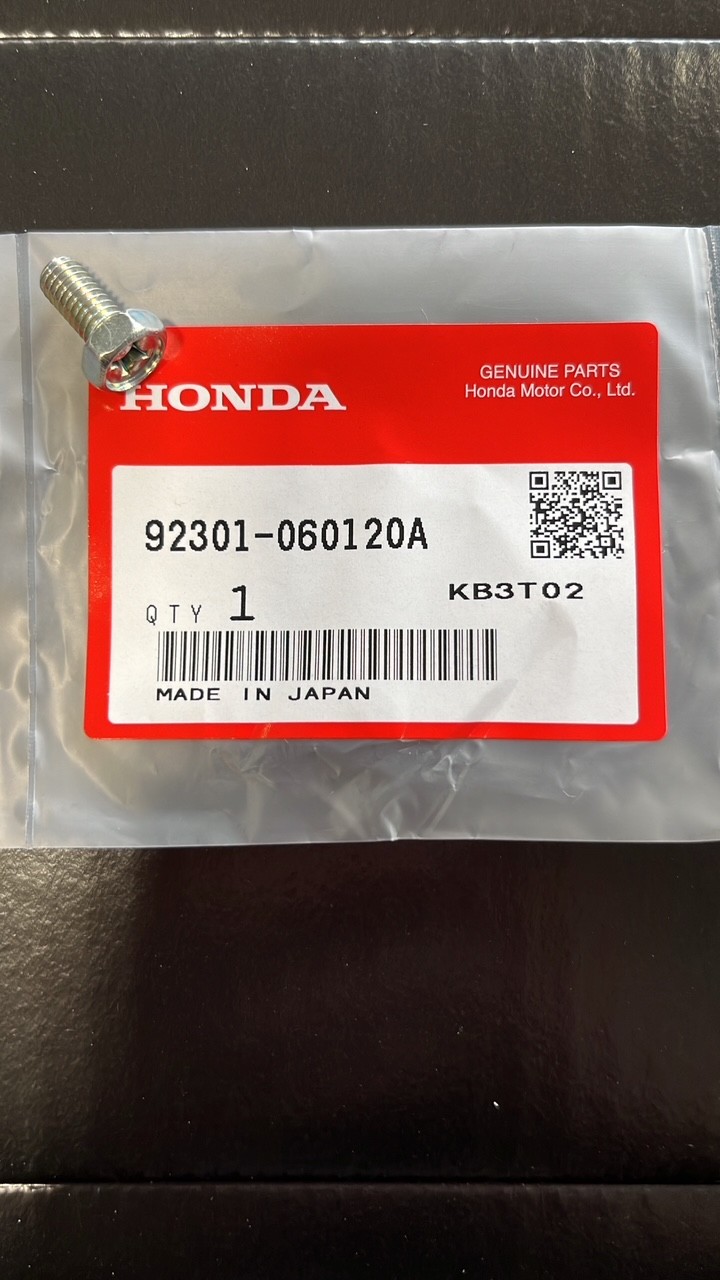 HONDA
GENUINE PARTS
Honda Motor Co., Ltd.
92301-060120A
KB3T02
QTY 1
MADE IN JAPAN